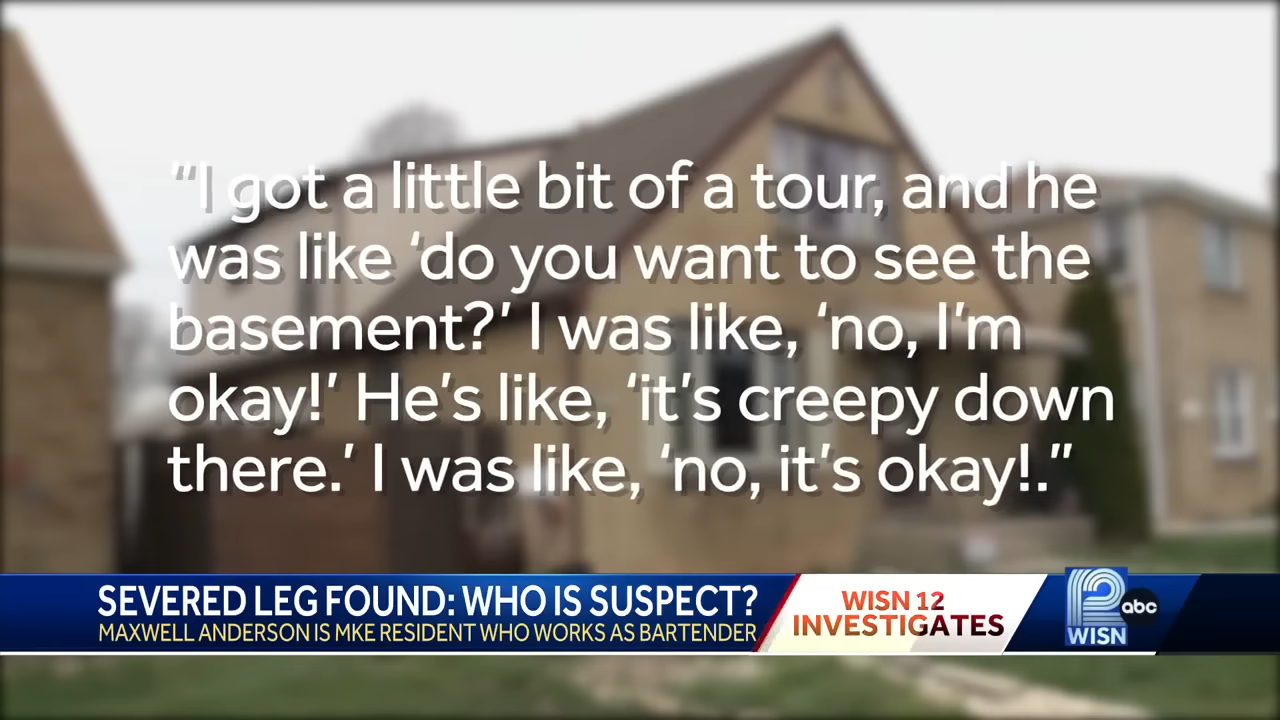 “I got a little bit of a tour, and he
was like ‘do you want to see the
basement?’ I was like, ‘no, I’m
okay!’ He’s like, ‘it’s creepy down
there.’ I was like, ‘no, it’s okay!.”
SEVERED LEG FOUND: WHO IS SUSPECT?
MAXWELL ANDERSON IS MKE RESIDENT WHO WORKS AS BARTENDER
WISN 12
INVESTIGATES
12
abc
WISN